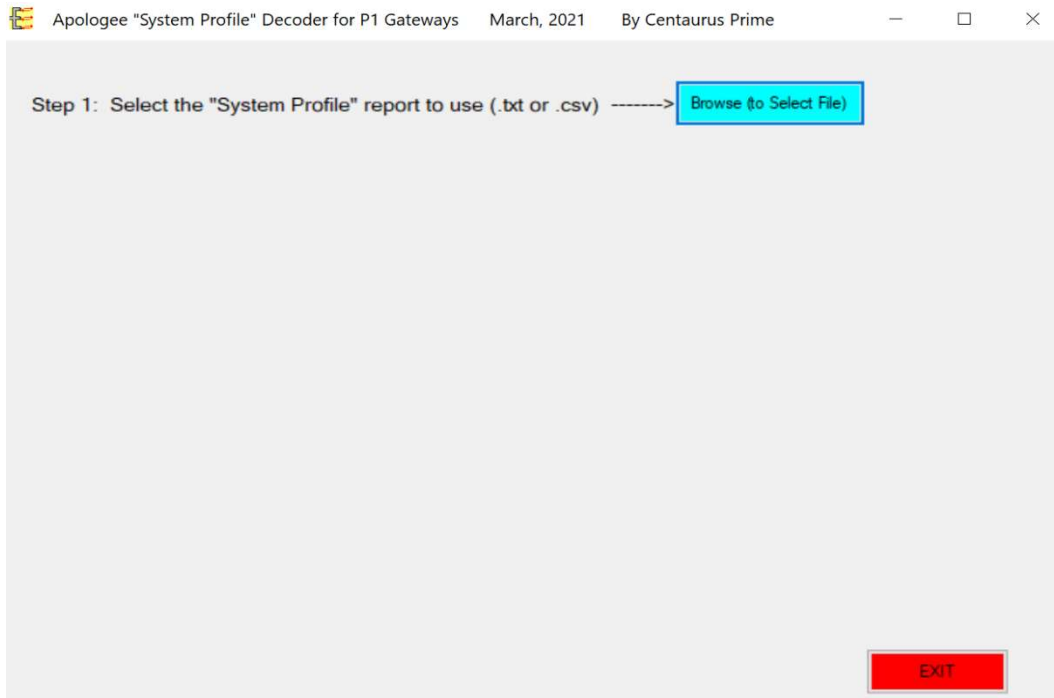 Apologee "System Profile" Decoder for P1 Gateways March, 2021 By Centaurus Prime
Step 1: Select the "System Profile" report to use (.txt or .csv) -------> Browse (to Select File)
EXIT